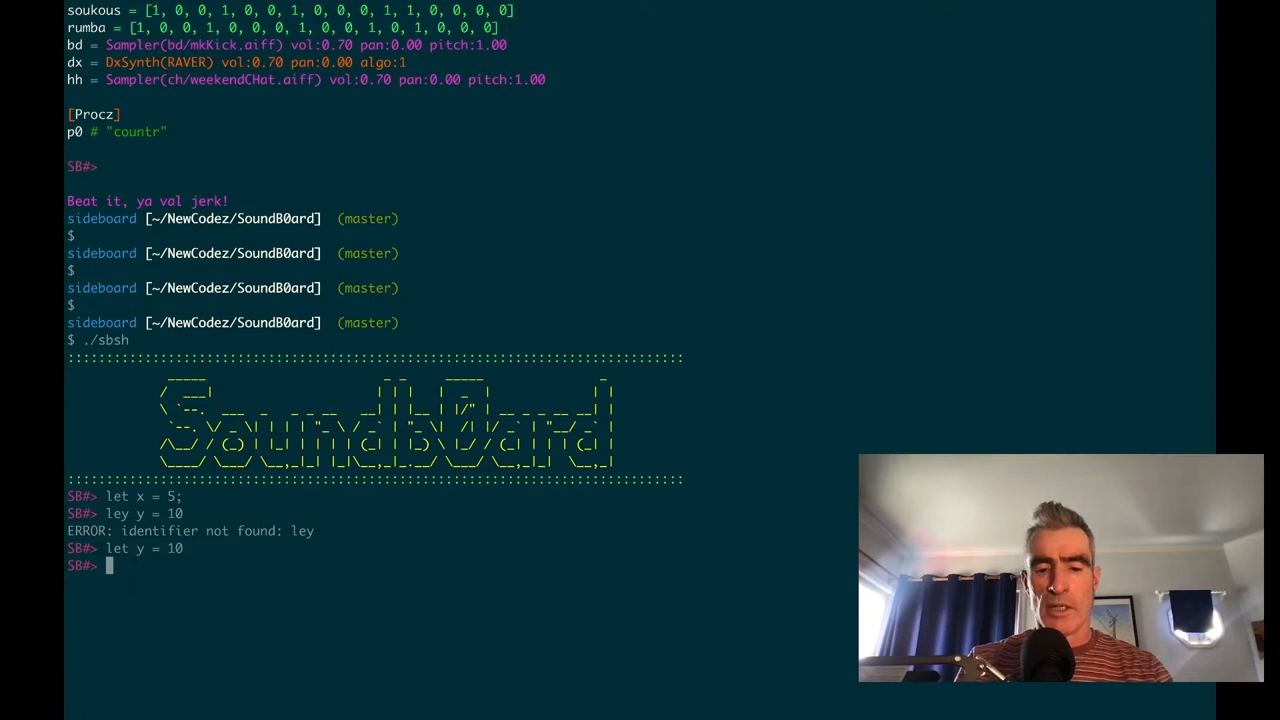 soukous = [1, 0, 0, 1, 0, 0, 0, 1, 0, 0, 1, 1, 0, 0, 0, 0]
rumba = [1, 0, 0, 1, 0, 0, 0, 1, 0, 0, 1, 0, 1, 0, 0, 0]
bd = Sampler(bd/mkKick.aiff) vol:0.70 pan:0.00 pitch:1.00
dx = DxSynth(RAVER) vol:0.70 pan:0.00 algo:1
hh = Sampler(ch/weekendCHat.aiff) vol:0.70 pan:0.00 pitch:1.00
[Procz]
p0 # "countr"
SB#>
Beat it, ya val jerk!
sideboard [~/NewCodez/SoundB0ard] (master)
$
sideboard [~/NewCodez/SoundB0ard] (master)
$
sideboard [~/NewCodez/SoundB0ard] (master)
$
sideboard [~/NewCodez/SoundB0ard] (master)
$ ./sbsh
Soundb0ard
SB#> let x = 5;
SB#> ley y = 10
ERROR: identifier not found: ley
SB#> let y = 10
SB#>